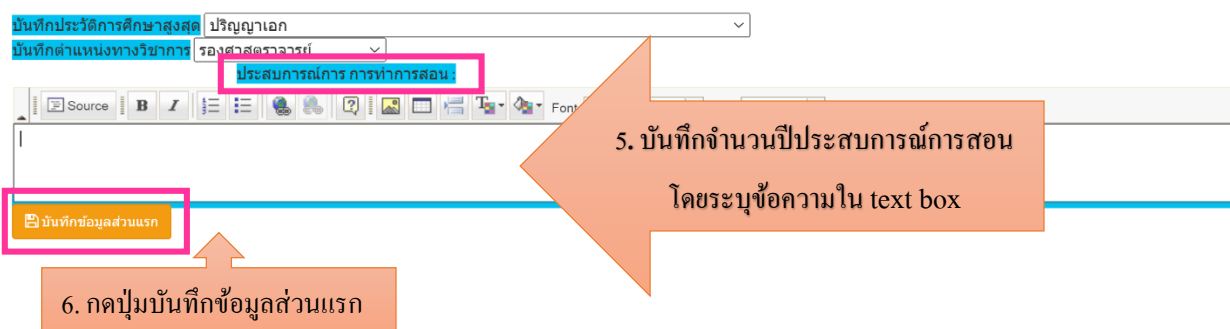 บันทึกประวัติการศึกษาสูงสุด ปริญญาเอก
บันทึกตำแหน่งทางวิชาการ รองศาสตราจารย์
ประสบการณ์การ การทำการสอน :
Source B I Font
5. บันทึกจำนวนปีประสบการณ์การสอน
โดยระบุข้อความใน text box
บันทึกข้อมูลส่วนแรก
6. กดปุ่มบันทึกข้อมูลส่วนแรก